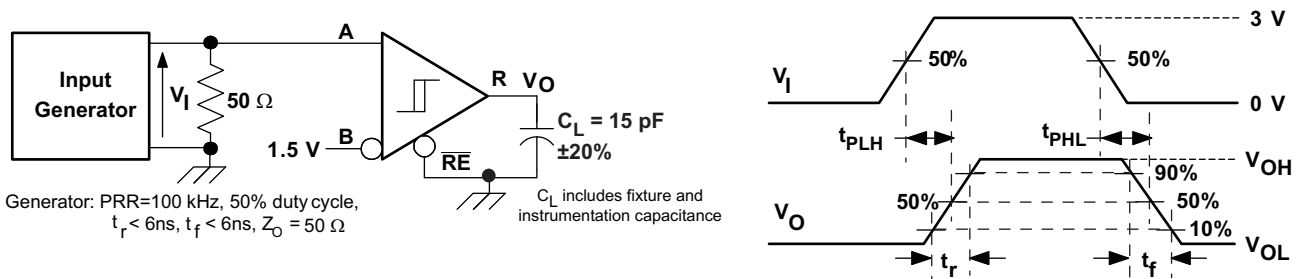 Input
Generator
V_I
50 Ω
A
B
1.5 V
R
V_O
R̅E̅
C_L = 15 pF
±20%
C_L includes fixture and
instrumentation capacitance
Generator: PRR=100 kHz, 50% duty cycle,
t_r < 6ns, t_f < 6ns, Z_O = 50 Ω
3 V
50%
50%
V_I
0 V
t_PLH
t_PHL
V_OH
90%
50%
50%
10%
V_O
V_OL
t_r
t_f